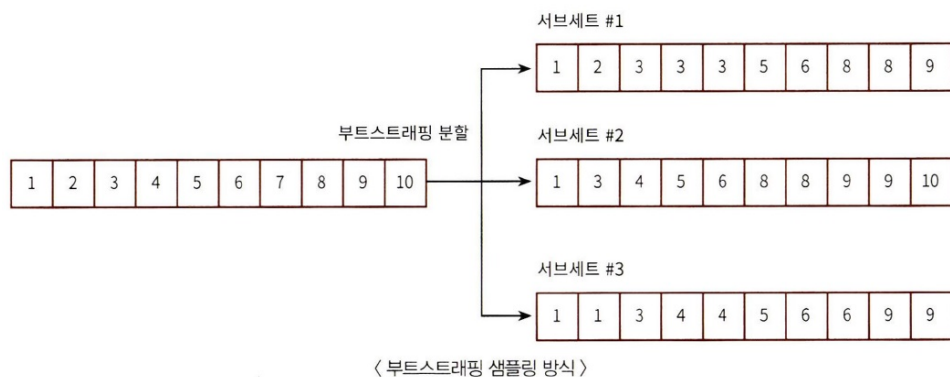 서브세트 #1
1 2 3 3 3 5 6 8 8 9
부트스트래핑 분할
서브세트 #2
1 2 3 4 5 6 7 8 9 10
1 3 4 5 6 8 8 9 9 10
서브세트 #3
1 1 3 4 4 5 6 6 9 9
〈 부트스트래핑 샘플링 방식 〉